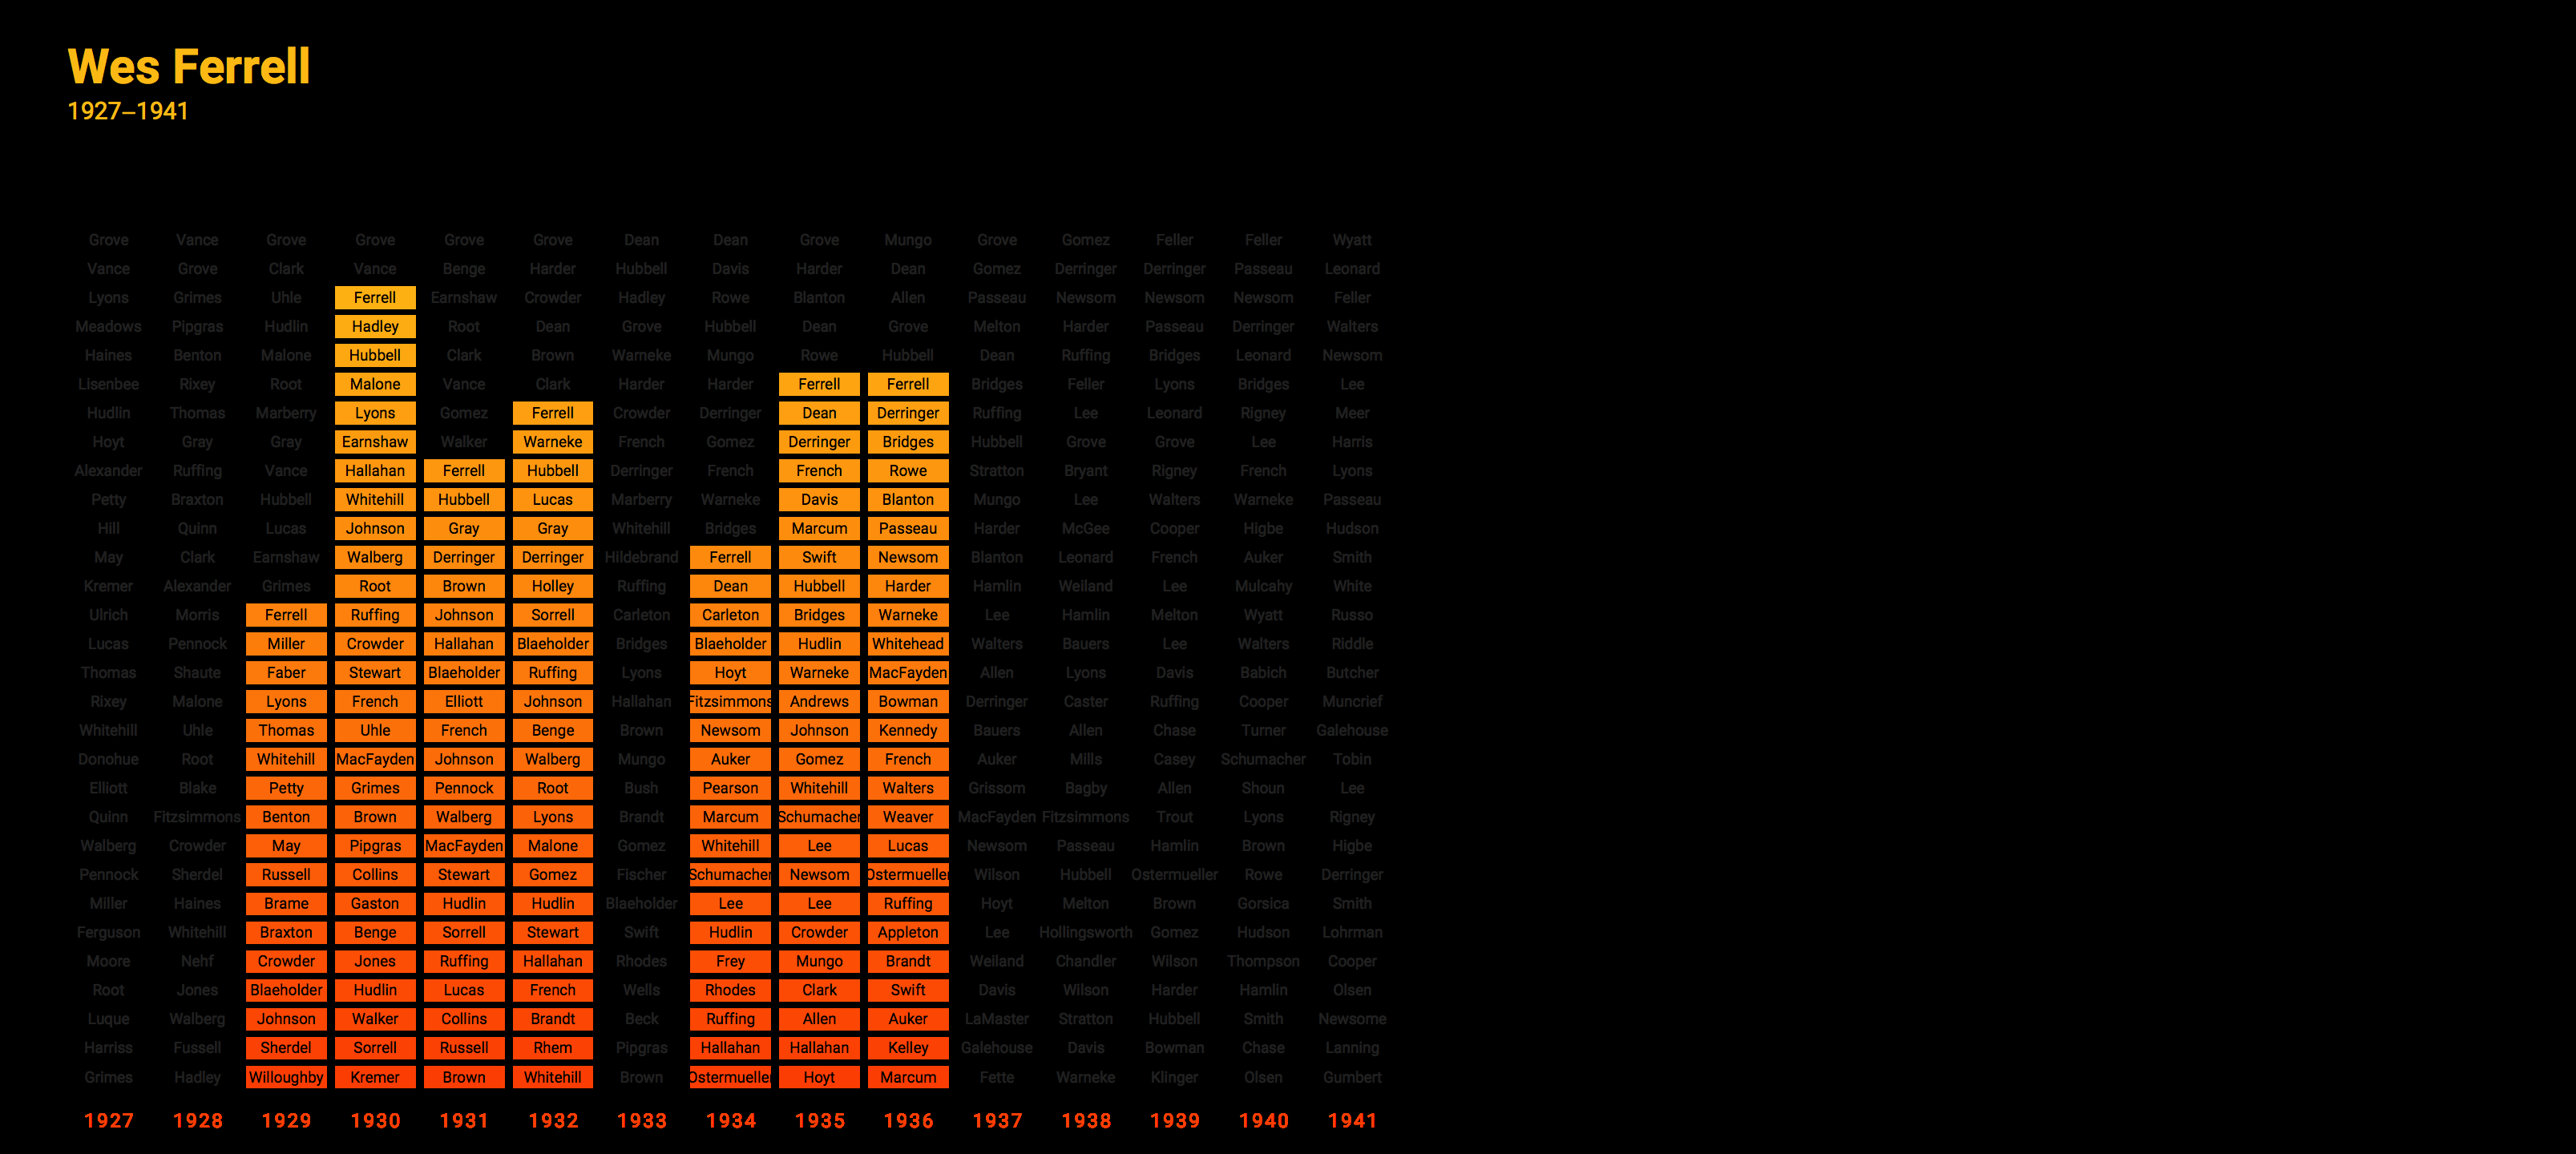 Wes Ferrell
1927–1941
Grove Vance Grove Grove Grove Grove Dean Dean Grove Mungo Grove Gomez Feller Feller Wyatt
Vance Grove Clark Vance Benge Harder Hubbell Davis Harder Dean Gomez Derringer Derringer Passeau Leonard
Lyons Grimes Uhle Ferrell Earnshaw Crowder Hadley Rowe Blanton Allen Passeau Newsom Newsom Newsom Feller
Meadows Pipgras Hudlin Hadley Root Dean Grove Hubbell Dean Grove Melton Harder Passeau Derringer Walters
Haines Benton Malone Hubbell Clark Brown Warneke Mungo Rowe Hubbell Dean Ruffing Bridges Leonard Newsom
Lisenbee Rixey Root Malone Vance Clark Harder Harder Ferrell Ferrell Bridges Feller Lyons Bridges Lee
Hudlin Thomas Marberry Lyons Gomez Ferrell Crowder Derringer Dean Derringer Ruffing Lee Leonard Rigney Meer
Hoyt Gray Gray Earnshaw Walker Warneke French Gomez Derringer Bridges Hubbell Grove Grove Lee Harris
Alexander Ruffing Vance Hallahan Ferrell Hubbell Derringer French French Rowe Stratton Bryant Rigney French Lyons
Petty Braxton Hubbell Whitehill Hubbell Lucas Marberry Warneke Davis Blanton Mungo Lee Walters Warneke Passeau
Hill Quinn Lucas Johnson Gray Gray Whitehill Bridges Marcum Passeau Harder McGee Cooper Higbe Hudson
May Clark Earnshaw Walberg Derringer Derringer Hildebrand Ferrell Swift Newsom Blanton Leonard French Auker Smith
Kremer Alexander Grimes Root Brown Holley Ruffing Dean Hubbell Harder Hamlin Weiland Lee Mulcahy White
Ulrich Morris Ferrell Ruffing Johnson Sorrell Carleton Carleton Bridges Warneke Lee Hamlin Melton Wyatt Russo
Lucas Pennock Miller Crowder Hallahan Blaeholder Bridges Blaeholder Hudlin Whitehead Walters Bauers Lee Walters Riddle
Thomas Shaute Faber Stewart Blaeholder Ruffing Lyons Hoyt Warneke MacFayden Allen Lyons Davis Babich Butcher
Rixey Malone Lyons French Elliott Johnson Hallahan Fitzsimmons Andrews Bowman Derringer Caster Ruffing Cooper Muncrief
Whitehill Uhle Thomas Uhle French Benge Brown Newsom Johnson Kennedy Bauers Allen Chase Turner Galehouse
Donohue Root Whitehill MacFayden Johnson Walberg Mungo Auker Gomez French Auker Mills Casey Schumacher Tobin
Elliott Blake Petty Grimes Pennock Root Bush Pearson Whitehill Walters Grissom Bagby Allen Shoun Lee
Quinn Fitzsimmons Benton Brown Walberg Lyons Brandt Marcum Schumacher Weaver MacFayden Fitzsimmons Trout Lyons Rigney
Walberg Crowder May Pipgras MacFayden Malone Gomez Whitehill Lee Lucas Newsom Passeau Hamlin Brown Higbe
Pennock Sherdel Russell Collins Stewart Gomez Fischer Schumacher Newsom Ostermueller Wilson Hubbell Ostermueller Rowe Derringer
Miller Haines Brame Gaston Hudlin Hudlin Blaeholder Lee Lee Ruffing Hoyt Melton Brown Gorsica Smith
Ferguson Whitehill Braxton Benge Sorrell Stewart Swift Hudlin Crowder Appleton Lee Hollingsworth Gomez Hudson Lohrman
Moore Nehf Crowder Jones Ruffing Hallahan Rhodes Frey Mungo Brandt Weiland Chandler Wilson Thompson Cooper
Root Jones Blaeholder Hudlin Lucas French Wells Rhodes Clark Swift Davis Wilson Harder Hamlin Olsen
Luque Walberg Johnson Walker Collins Brandt Beck Ruffing Allen Auker LaMaster Stratton Hubbell Smith Newsome
Harriss Fussell Sherdel Sorrell Russell Rhem Pipgras Hallahan Hallahan Kelley Galehouse Davis Bowman Chase Lanning
Grimes Hadley Willoughby Kremer Brown Whitehill Brown Ostermueller Hoyt Marcum Fette Warneke Klinger Olsen Gumbert
1927 1928 1929 1930 1931 1932 1933 1934 1935 1936 1937 1938 1939 1940 1941